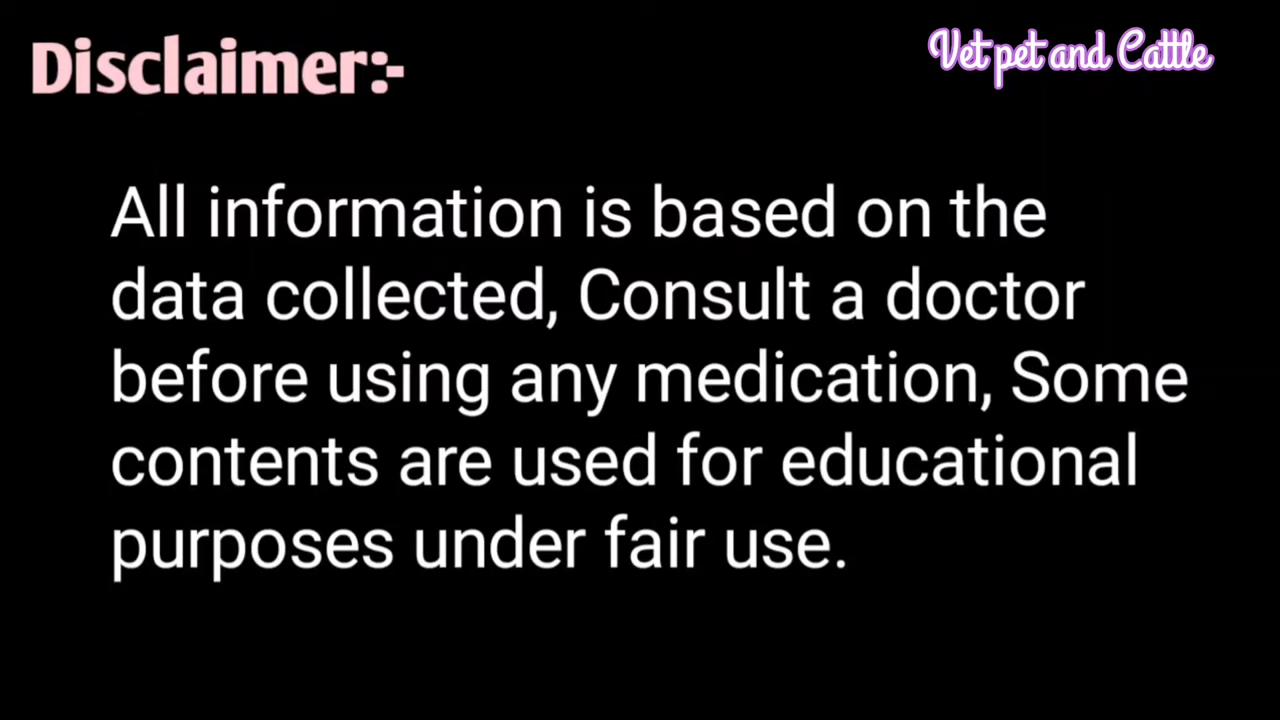 Disclaimer:-
Vet pet and Cattle
All information is based on the
data collected, Consult a doctor
before using any medication, Some
contents are used for educational
purposes under fair use.